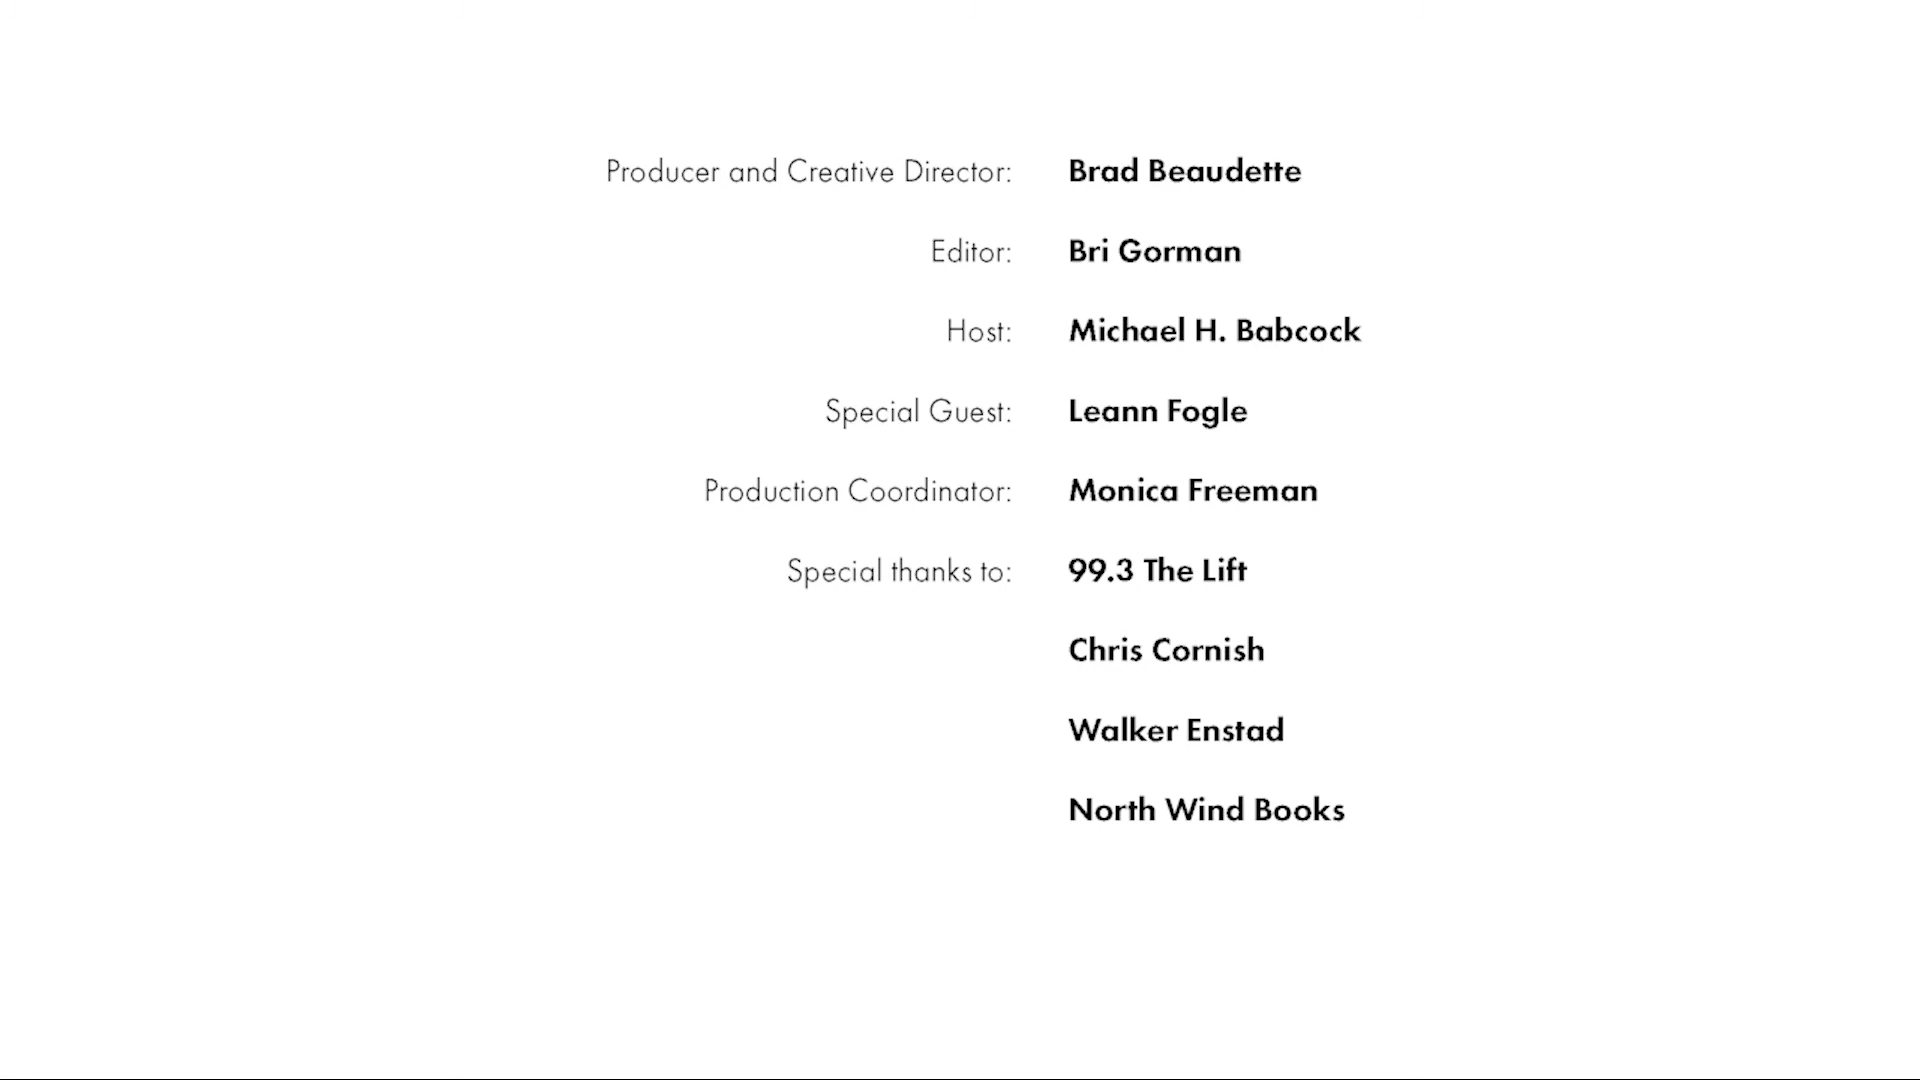 Producer and Creative Director: Brad Beaudette
Editor: Bri Gorman
Host: Michael H. Babcock
Special Guest: Leann Fogle
Production Coordinator: Monica Freeman
Special thanks to: 99.3 The Lift
Chris Cornish
Walker Enstad
North Wind Books